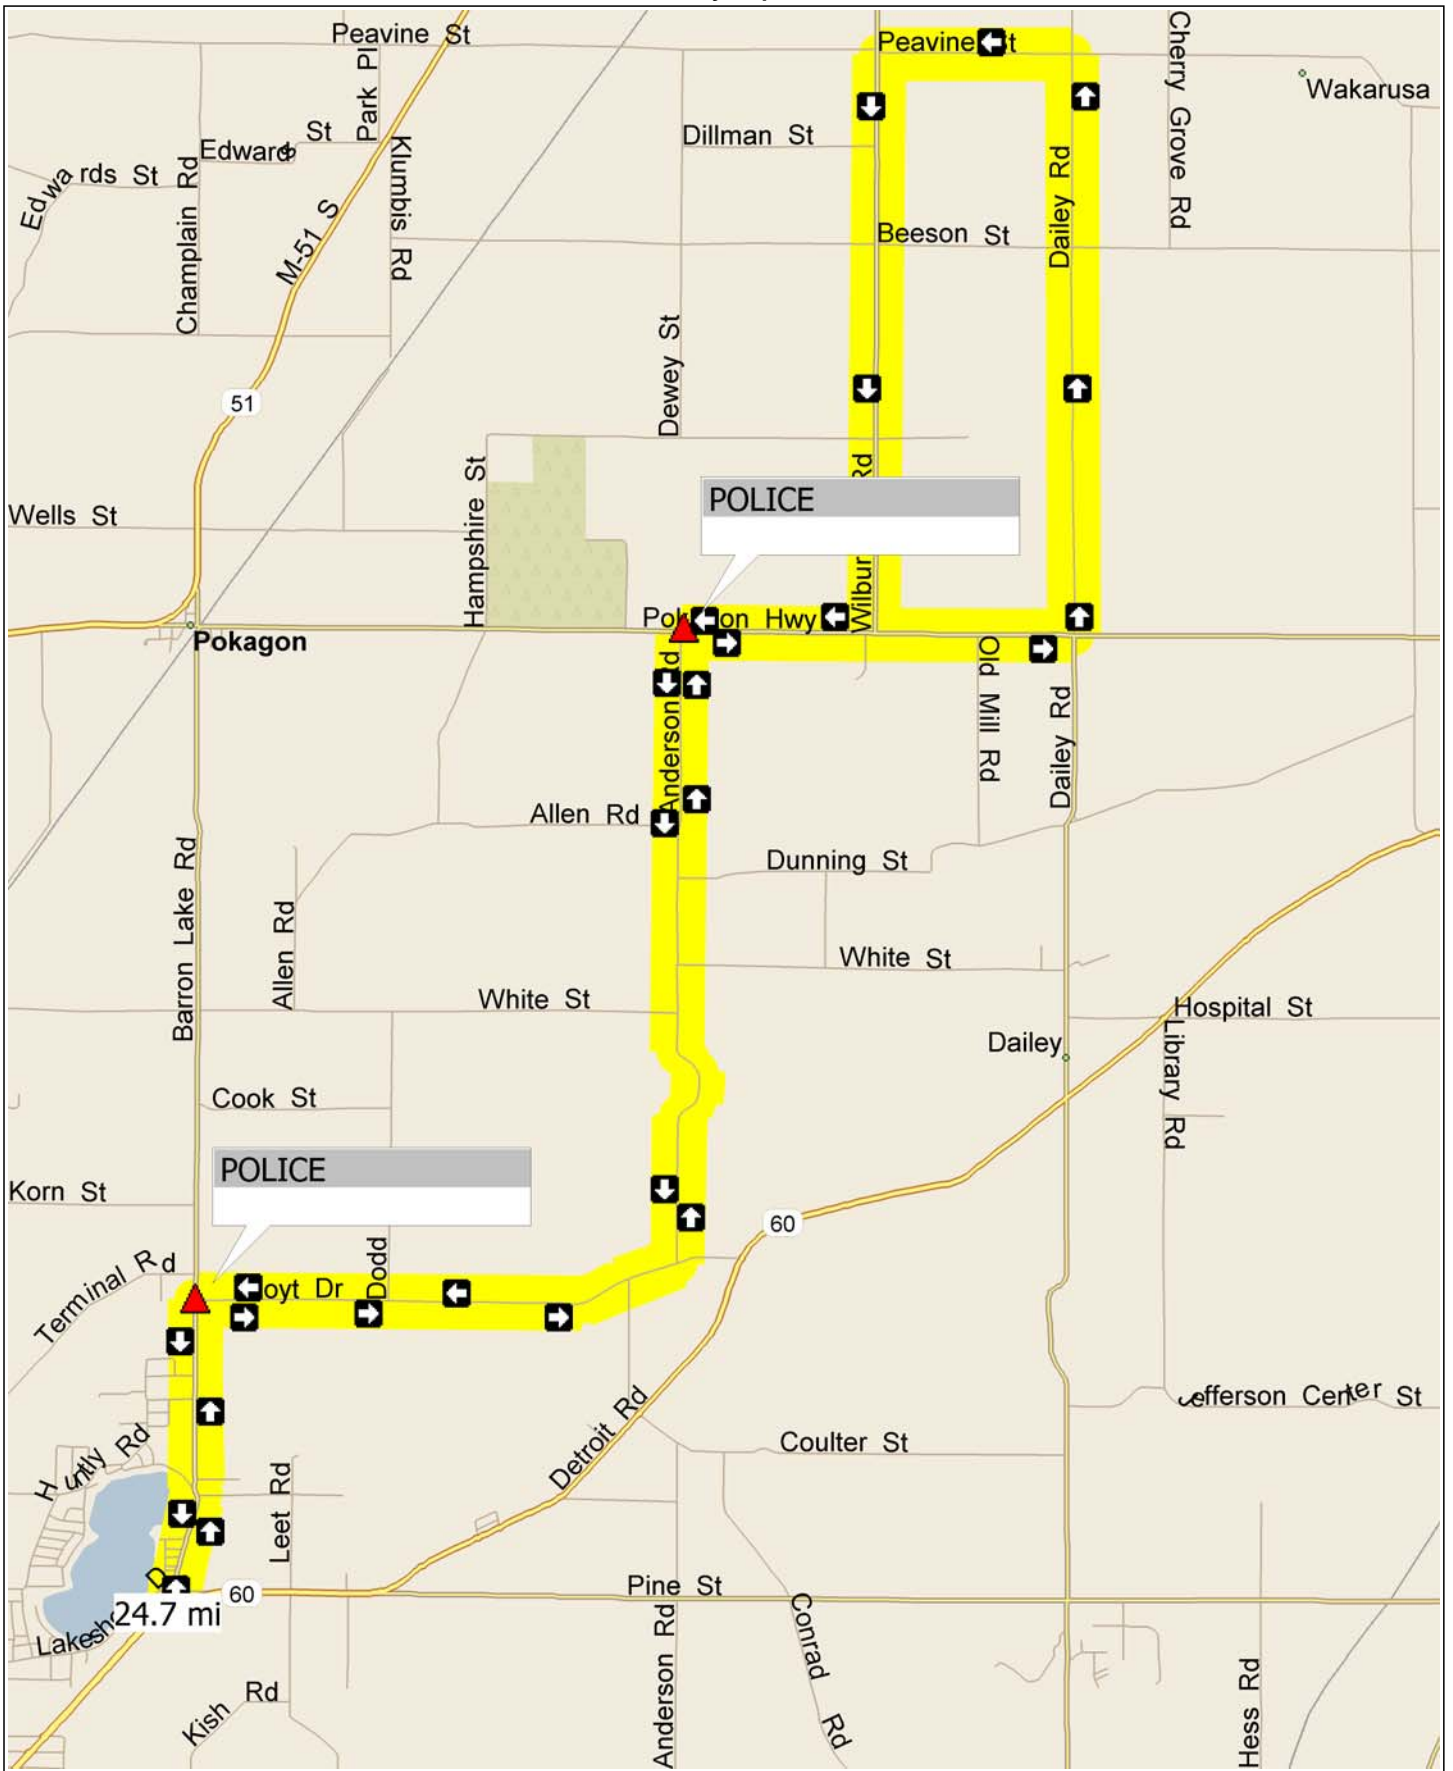 Peavine St
Park Pl
Peavine St
Cherry Grove Rd
Wakarusa
St
Edwards
Dillman St
Klumbis Rd
Edwards St
Champlain Rd
Dailey Rd
M-51 S
Beeson St
Dewey St
51
Hampshire St
Rd
POLICE
Wells St
Wilbur
Hwy
Pokagon
Anderson Rd
Old Mill Rd
Dailey Rd
Allen Rd
Dunning St
Barron Lake Rd
Allen Rd
White St
White St
Hospital St
Library Rd
Dailey
Cook St
POLICE
Korn St
60
Terminal Rd
oyt Dr
Dodd
Jefferson Center St
Detroit Rd
Huntly Rd
Coulter St
Leet Rd
D
60
Pine St
24.7 mi
Lakesho
Anderson Rd
Conrad Rd
Kish Rd
Hess Rd